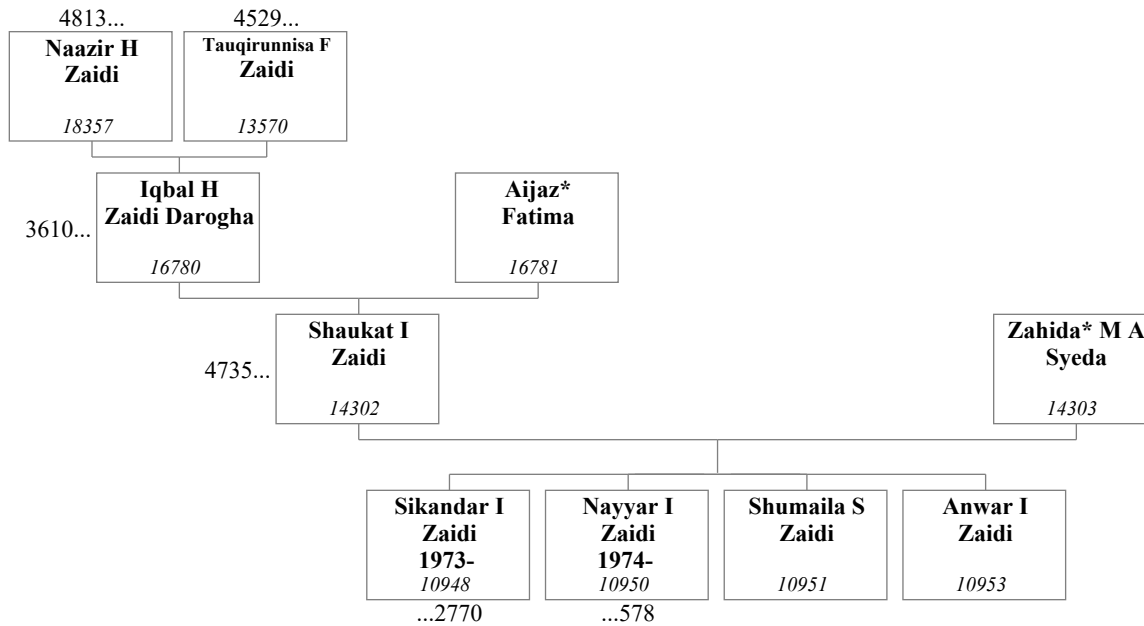 4813...
4529...
Naazir H
Zaidi
18357
Tauqirunnisa F
Zaidi
13570
3610...
Iqbal H
Zaidi Darogha
16780
Aijaz*
Fatima
16781
4735...
Shaukat I
Zaidi
14302
Zahida* M A
Syeda
14303
Sikandar I
Zaidi
1973-
10948
...2770
Nayyar I
Zaidi
1974-
10950
...578
Shumaila S
Zaidi
10951
Anwar I
Zaidi
10953